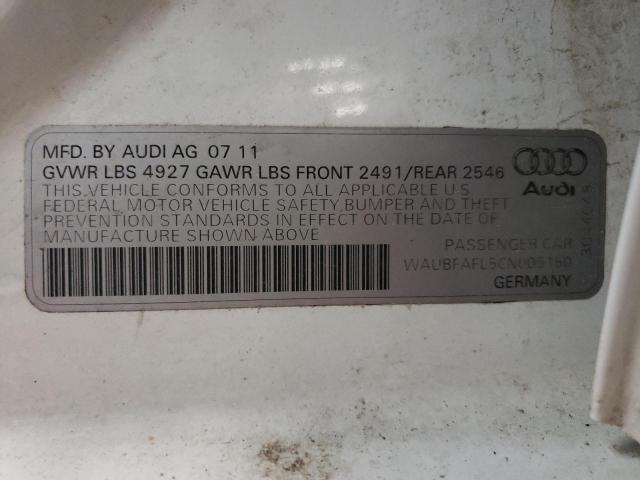 MFD. BY AUDI AG 07 11
GVWR LBS 4927 GAWR LBS FRONT 2491/REAR 2546
THIS VEHICLE CONFORMS TO ALL APPLICABLE U.S
FEDERAL MOTOR VEHICLE SAFETY, BUMPER AND THEFT
PREVENTION STANDARDS IN EFFECT ON THE DATE OF
MANUFACTURE SHOWN ABOVE
Audi
PASSENGER CAR
GERMANY